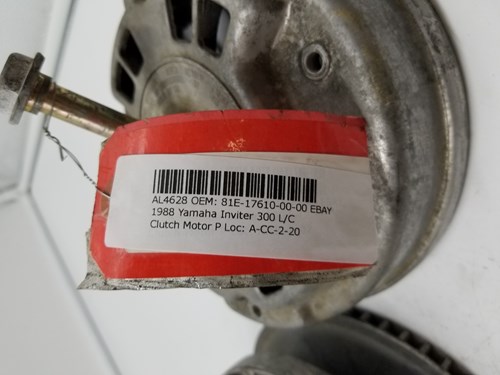 AL4628 OEM: 81E-17610-00-00 EBAY
1988 Yamaha Inviter 300 L/C
Clutch Motor P Loc: A-CC-2-20